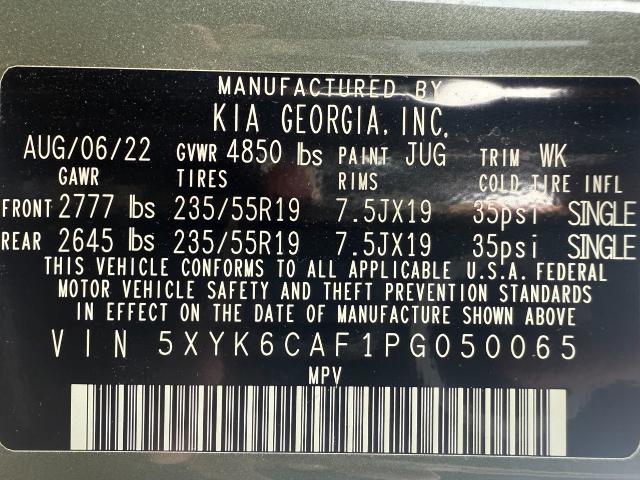 MANUFACTURED BY
KIA GEORGIA, INC.
AUG/06/22 GVWR 4850 lbs PAINT JUG TRIM WK
GAWR TIRES RIMS COLD TIRE INFL
FRONT 2777 lbs 235/55R19 7.5JX19 35psi SINGLE
REAR 2645 lbs 235/55R19 7.5JX19 35psi SINGLE
THIS VEHICLE CONFORMS TO ALL APPLICABLE U.S.A. FEDERAL
MOTOR VEHICLE SAFETY AND THEFT PREVENTION STANDARDS
IN EFFECT ON THE DATE OF MANUFACTURE SHOWN ABOVE
VIN 5XYK6CAF1PG050065
MPV